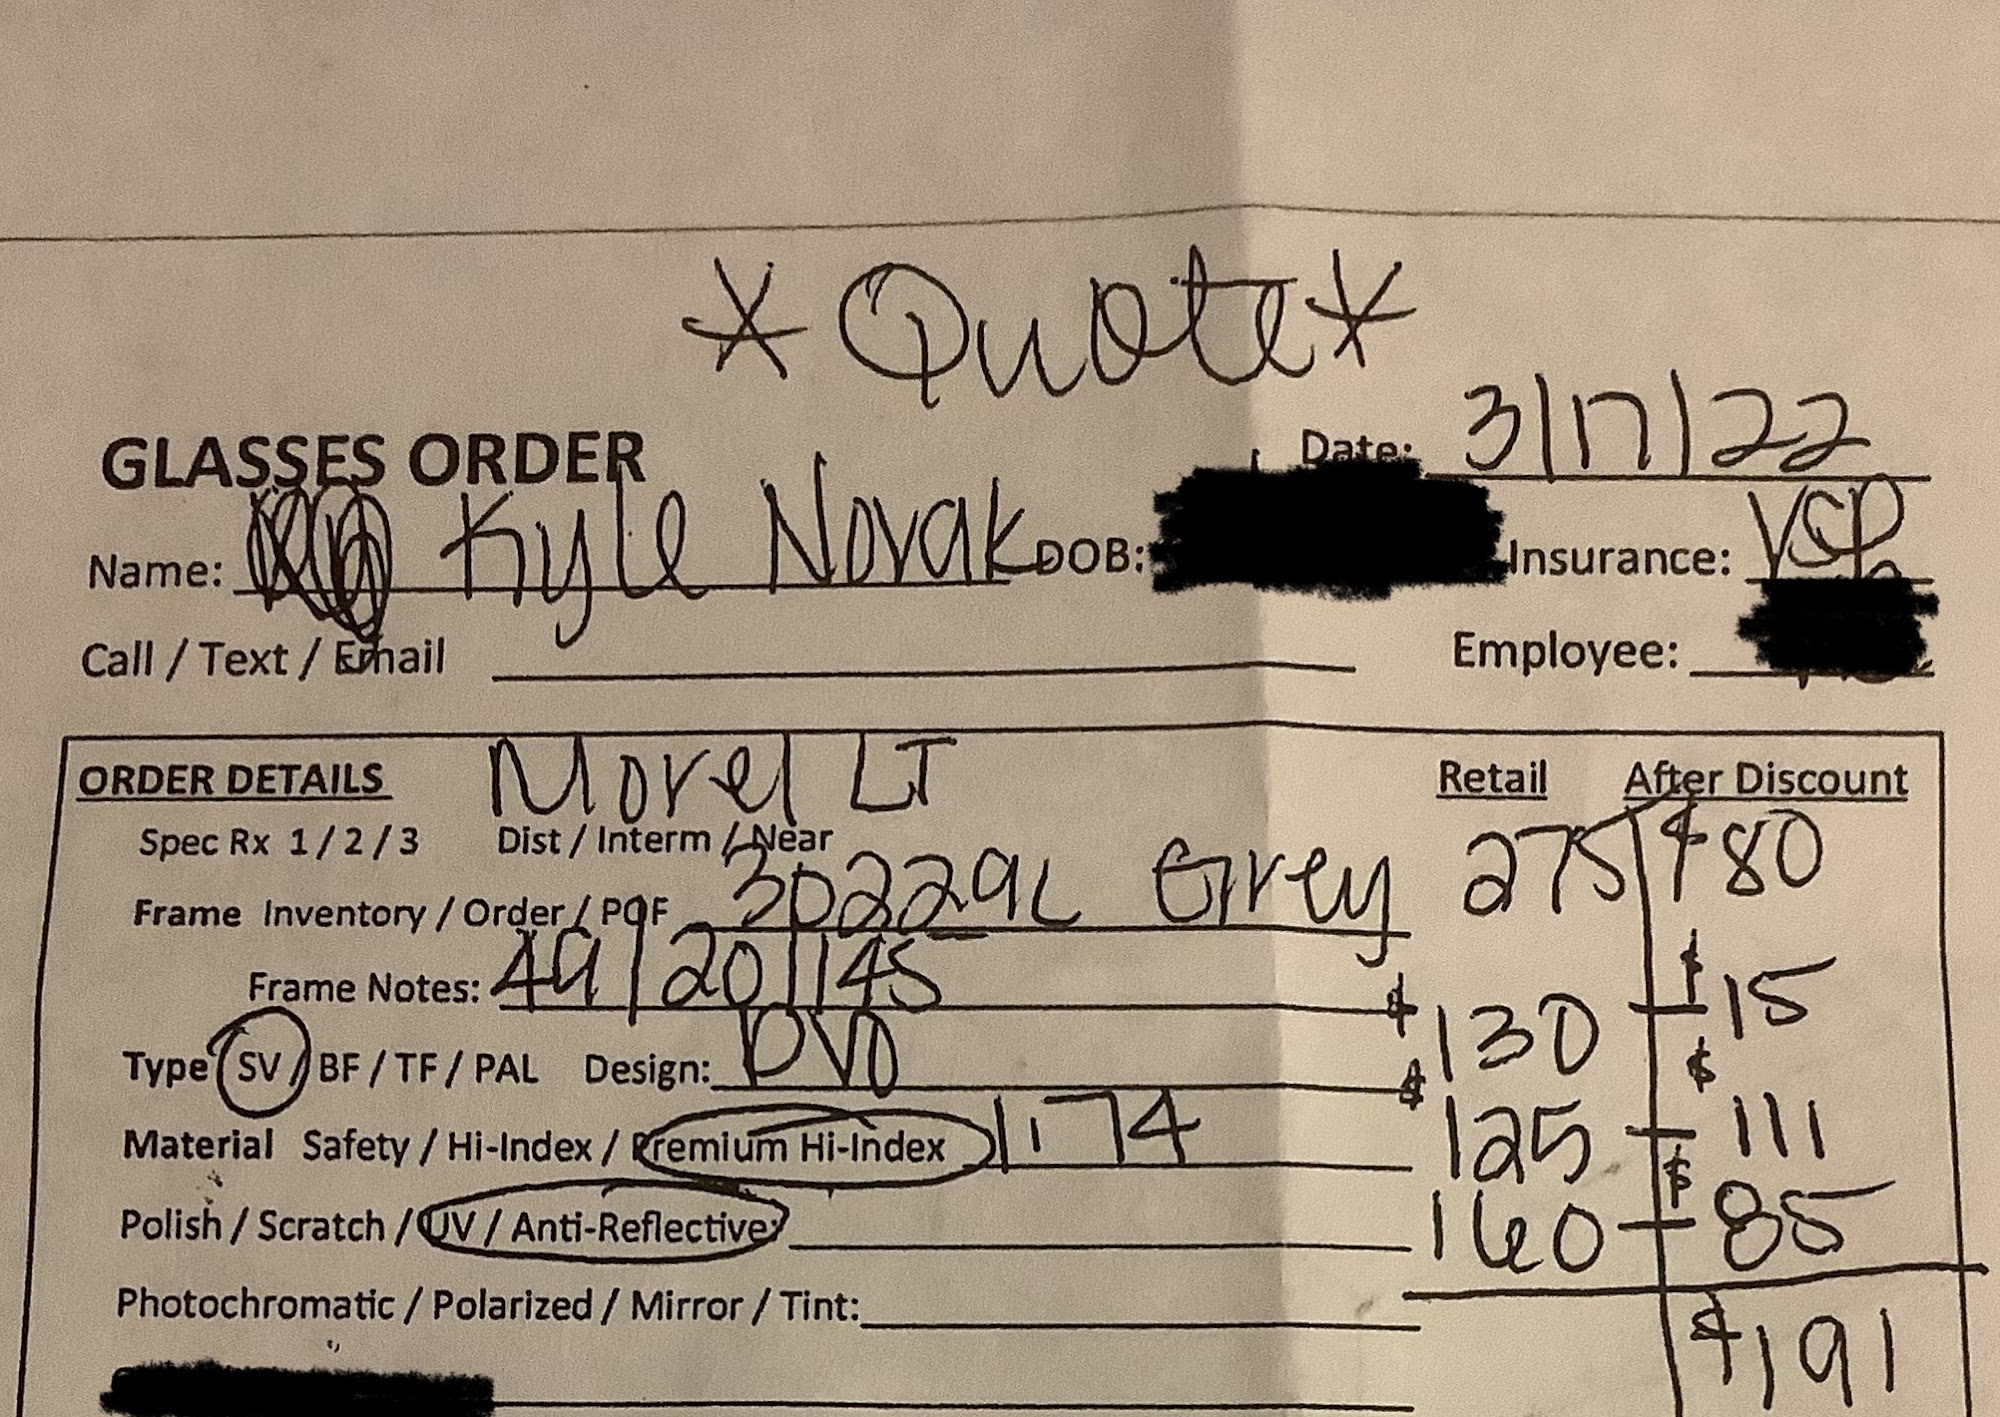 *Quote*
GLASSES ORDER Date: 3/17/22
Name: Kyle Novak DOB: Insurance: VSP
Call / Text / Email Employee:
ORDER DETAILS Morel LT Retail After Discount
Spec Rx 1 / 2 / 3 Dist / Interm / Near
Frame Inventory / Order / POF 30229L Grey 275 $80
Frame Notes: 49/20/145
Type SV / BF / TF / PAL Design: DVO $130 $15
Material Safety / Hi-Index / Premium Hi-Index 1.74 $125 $111
Polish / Scratch / UV / Anti-Reflective: 160 $85
Photochromatic / Polarized / Mirror / Tint:
$191